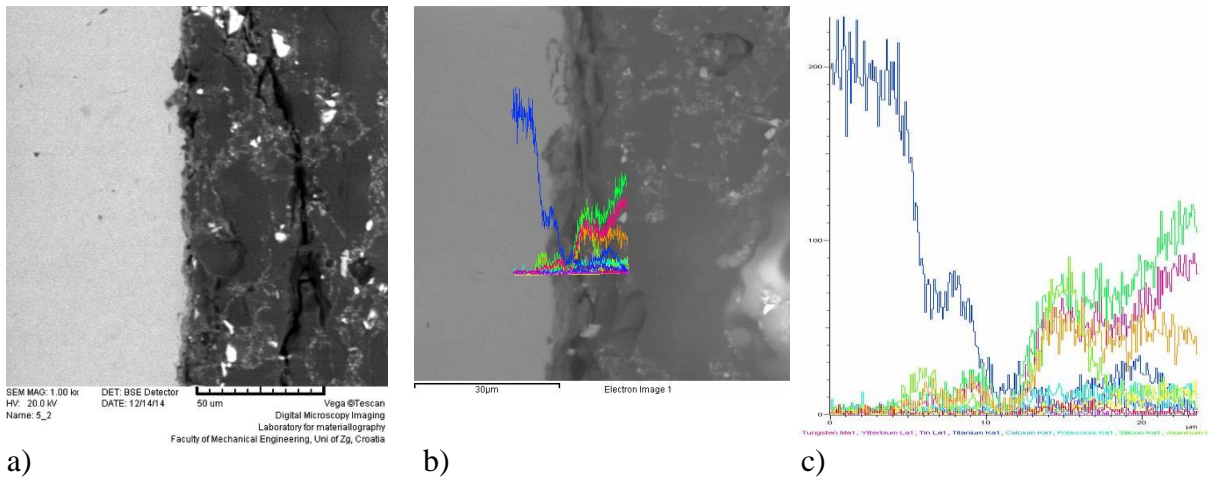 SEM MAG: 1.00 kx DET: BSE Detector
HV: 20.0 kV DATE: 12/14/14 50 um Vega ©Tescan
Name: 5_2 Digital Microscopy Imaging
Laboratory for materiallography
Faculty of Mechanical Engineering, Uni of Zg, Croatia
a)
30µm Electron Image 1
b)
200
100
0
0 10 20 µm
Tungsten Ma1, Ytterbium La1, Tin La1, Titanium Ka1, Calcium Ka1, Potassium Ka1, Silicon Ka1, Aluminum K
c)